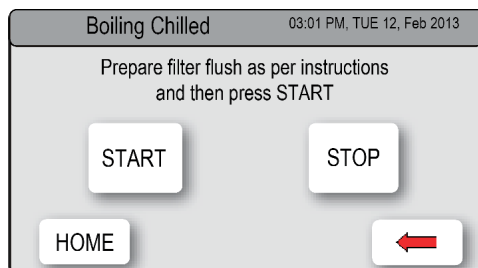 Boiling Chilled 03:01 PM, TUE 12, Feb 2013
Prepare filter flush as per instructions
and then press START
START STOP
HOME